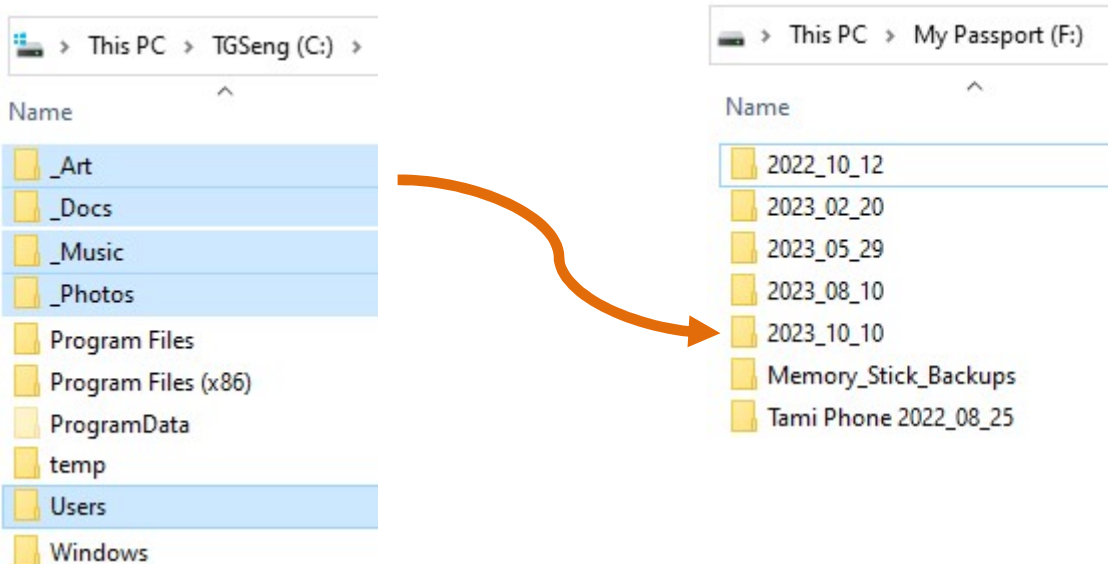 This PC > TGSeng (C:) >
Name
_Art
_Docs
_Music
_Photos
Program Files
Program Files (x86)
ProgramData
temp
Users
Windows
This PC > My Passport (F:)
Name
2022_10_12
2023_02_20
2023_05_29
2023_08_10
2023_10_10
Memory_Stick_Backups
Tami Phone 2022_08_25